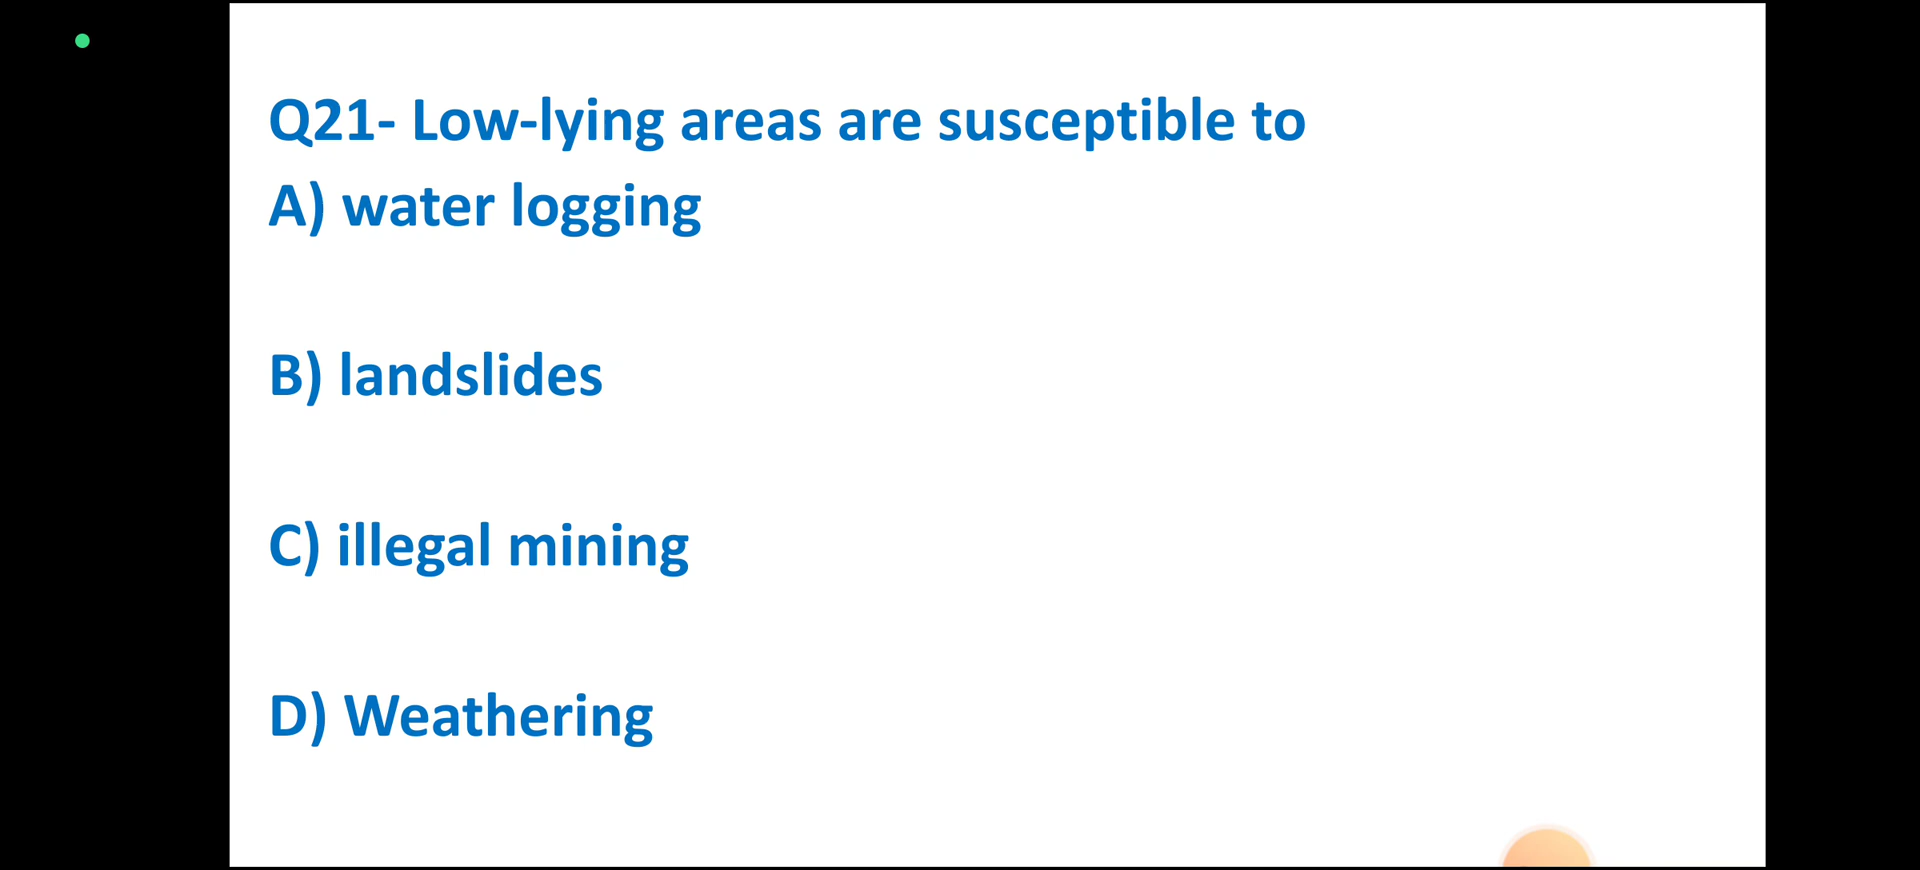 Q21- Low-lying areas are susceptible to
A) water logging
B) landslides
C) illegal mining
D) Weathering